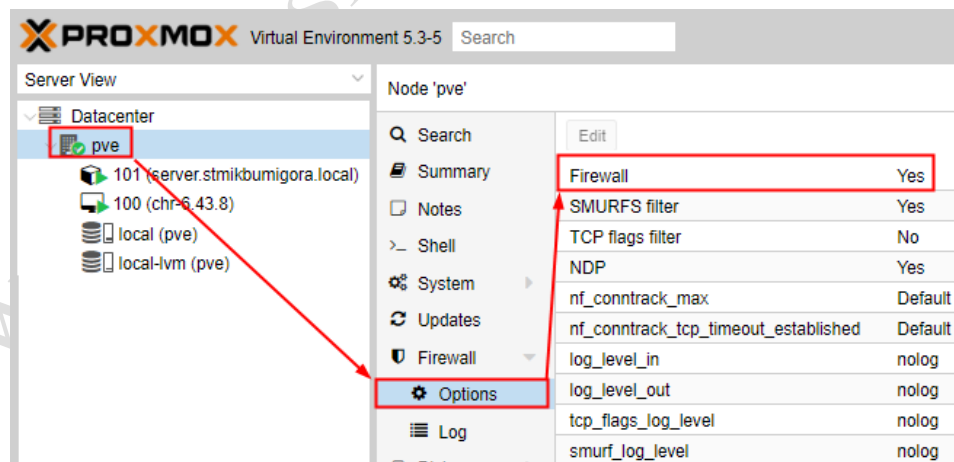 PROXMOX Virtual Environment 5.3-5 Search
Server View
Datacenter
pve
101 (server.stmikbumigora.local)
100 (chr-6.43.8)
local (pve)
local-lvm (pve)
Node 'pve'
Search
Summary
Notes
Shell
System
Updates
Firewall
Options
Log
Edit
Firewall Yes
SMURFS filter Yes
TCP flags filter No
NDP Yes
nf_conntrack_max Default
nf_conntrack_tcp_timeout_established Default
log_level_in nolog
log_level_out nolog
tcp_flags_log_level nolog
smurf_log_level nolog